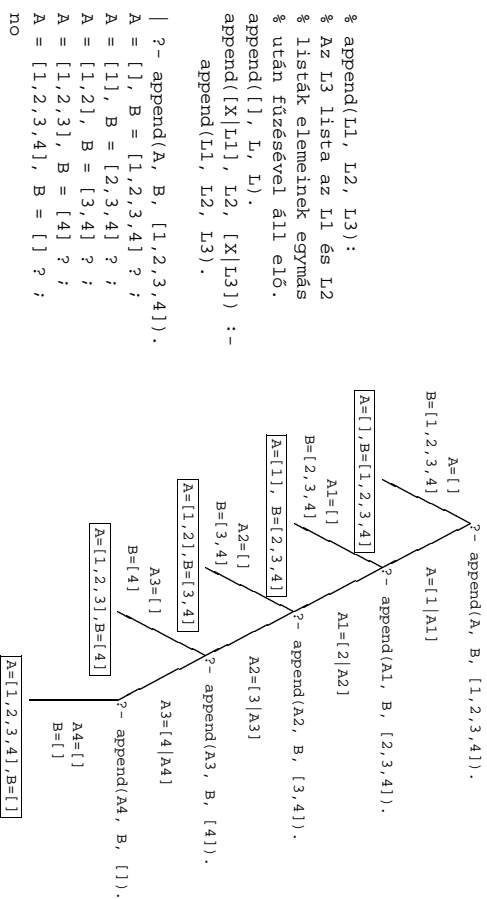 % append(L1, L2, L3):
% Az L3 lista az L1 és L2
% listák elemeinek egymás
% után fűzésével áll elő.
append([], L, L).
append([X|L1], L2, [X|L3]) :-
append(L1, L2, L3).
| ?- append(A, B, [1,2,3,4]).
A = [], B = [1,2,3,4] ? ;
A = [1], B = [2,3,4] ? ;
A = [1,2], B = [3,4] ? ;
A = [1,2,3], B = [4] ? ;
A = [1,2,3,4], B = [] ? ;
no
?- append(A, B, [1,2,3,4]).
A=[]
B=[1,2,3,4]
A=[1|A1]
A=[],B=[1,2,3,4]
?- append(A1, B, [2,3,4]).
A1=[]
B=[2,3,4]
A1=[2|A2]
A=[1], B=[2,3,4]
?- append(A2, B, [3,4]).
A2=[]
B=[3,4]
A2=[3|A3]
A=[1,2],B=[3,4]
?- append(A3, B, [4]).
A3=[]
B=[4]
A3=[4|A4]
A=[1,2,3],B=[4]
?- append(A4, B, []).
A4=[]
B=[]
A=[1,2,3,4],B=[]